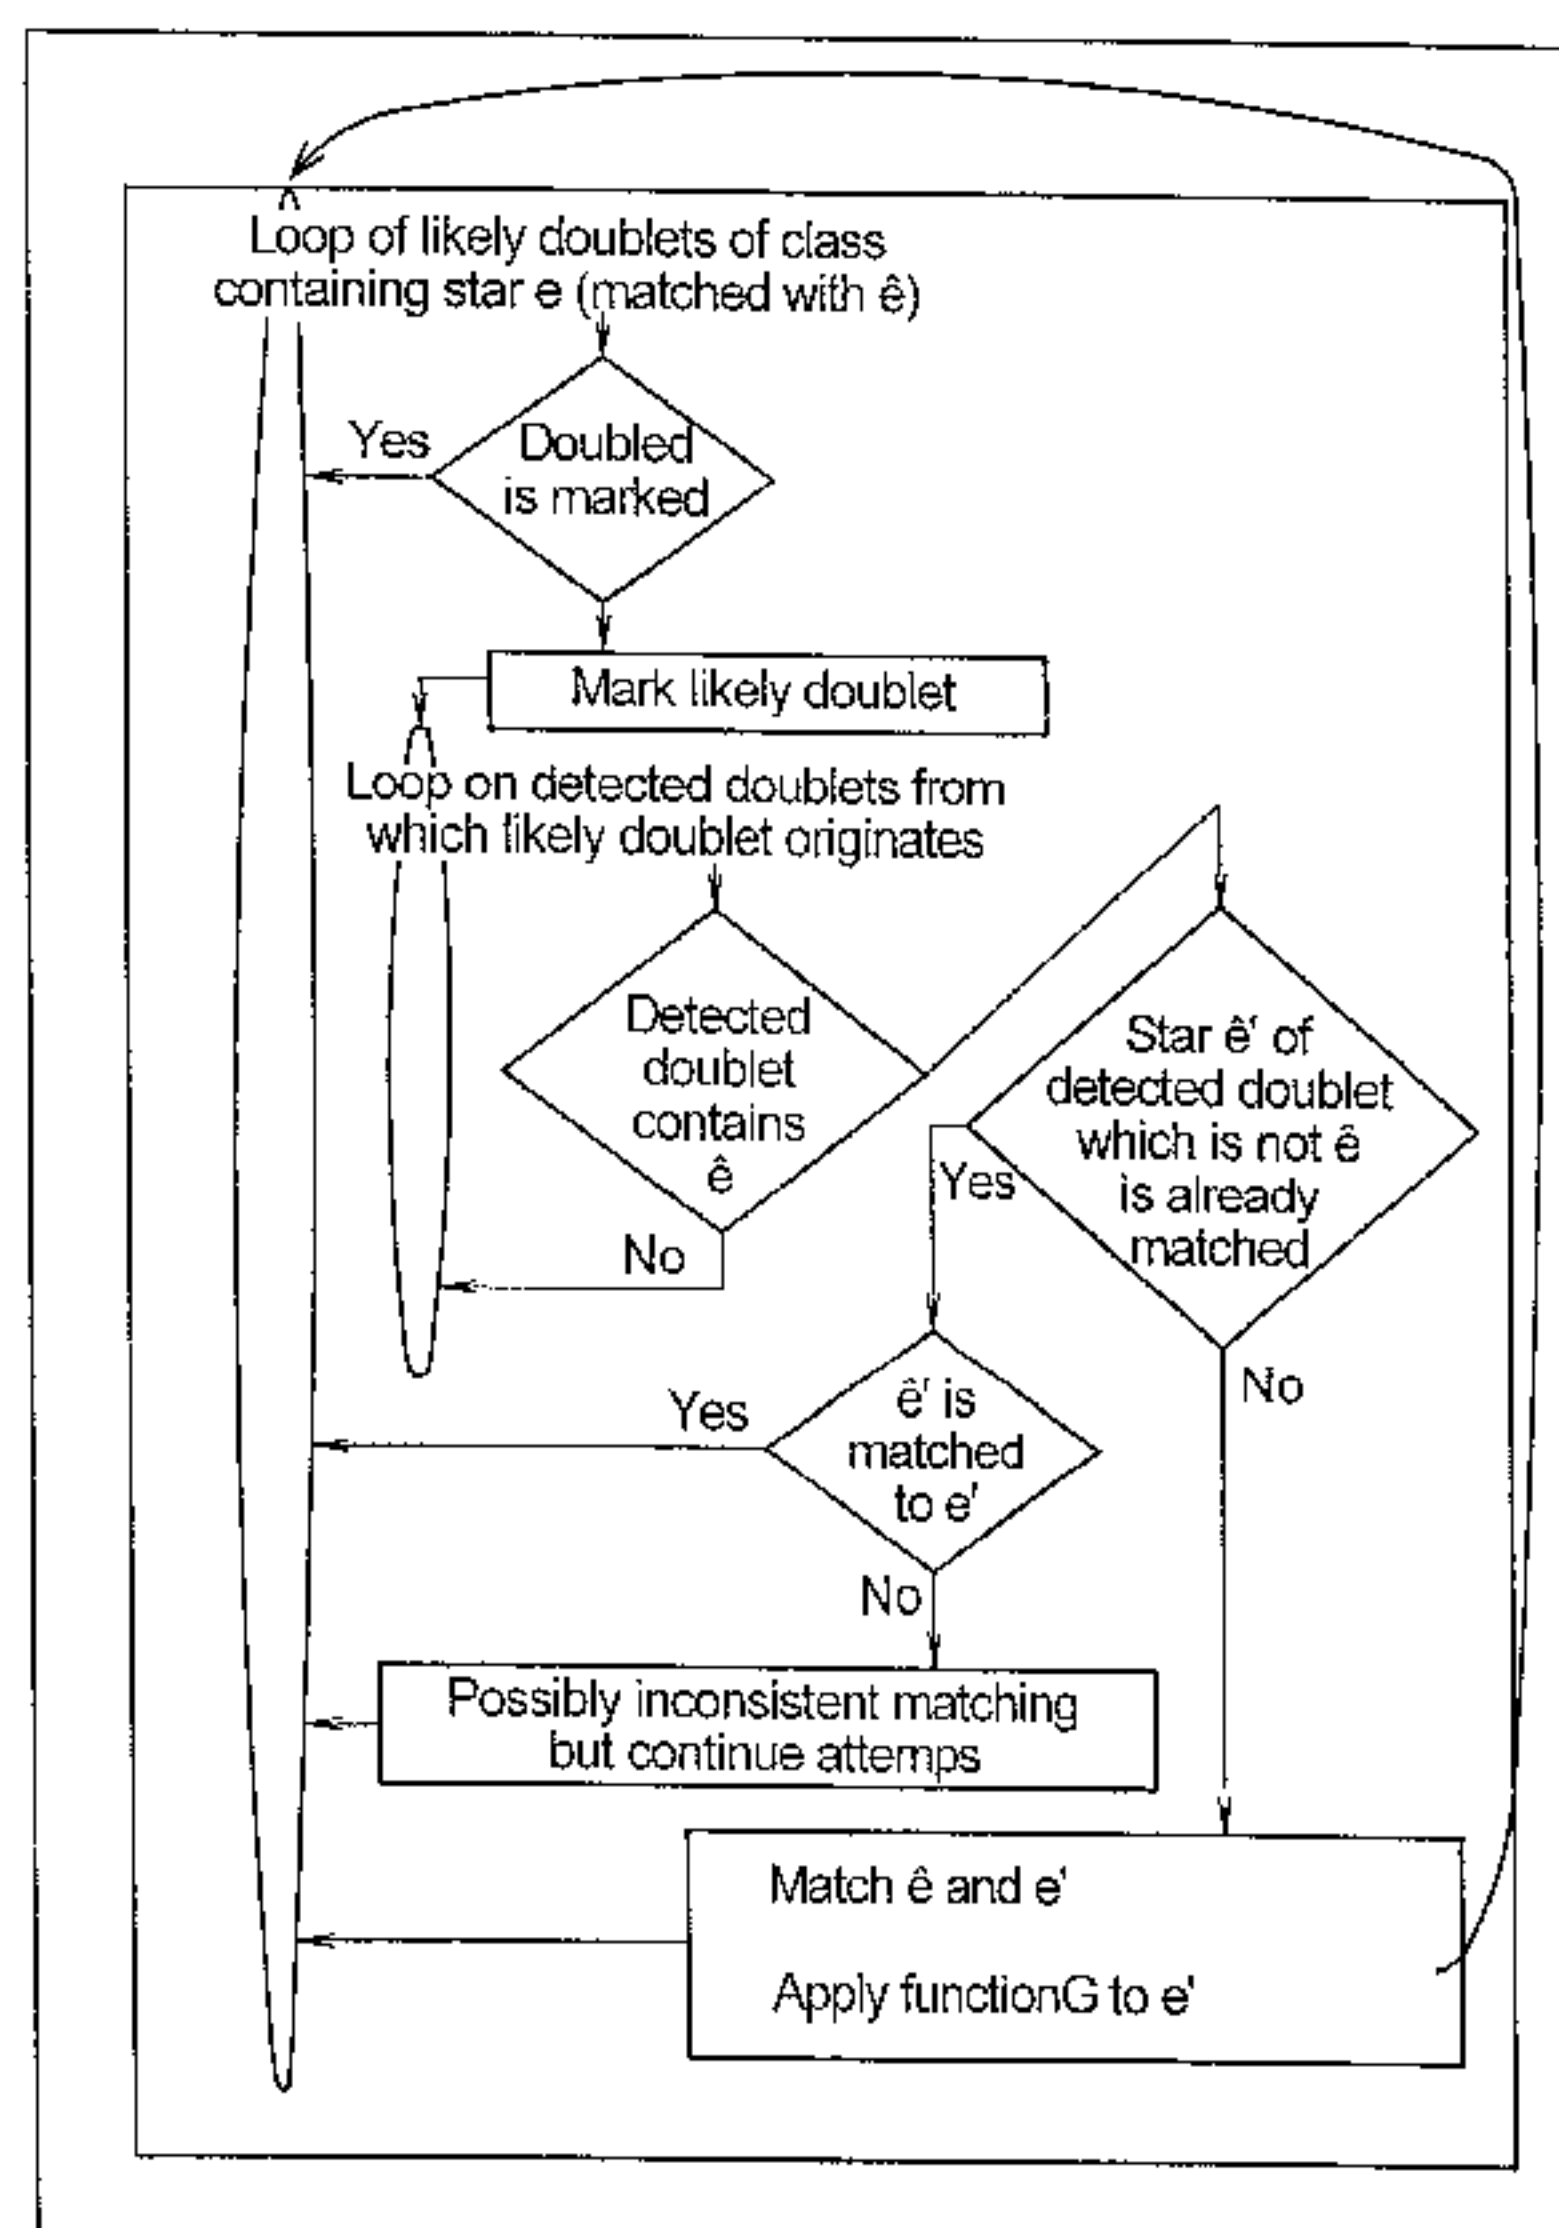 Loop of likely doublets of class
containing star e (matched with ê)
Yes
Doubled
is marked
Mark likely doublet
Loop on detected doublets from
which likely doublet originates
Detected
doublet
contains
ê
No
Star ê' of
detected doublet
which is not ê
is already
matched
Yes
No
ê' is
matched
to e'
Yes
No
Possibly inconsistent matching
but continue attemps
Match ê and e'
Apply functionG to e'